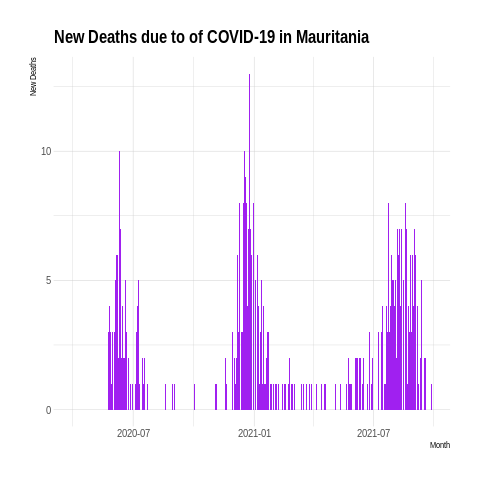 New Deaths due to of COVID-19 in Mauritania
New Deaths
10
5
0
2020-07
2021-01
2021-07
Month